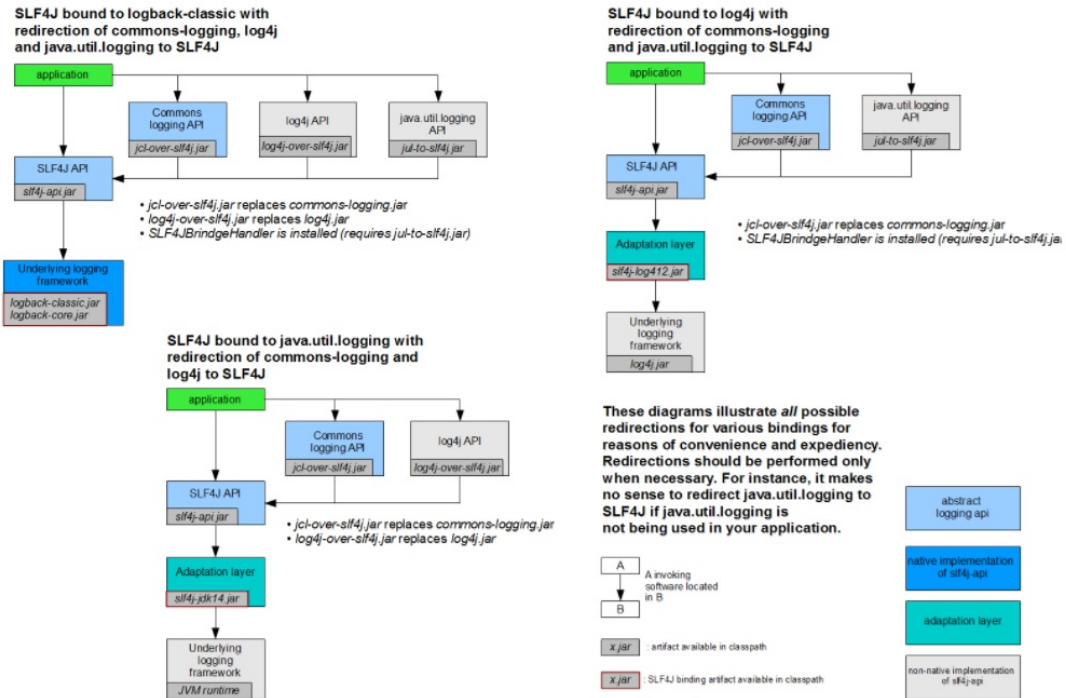 SLF4J bound to logback-classic with
redirection of commons-logging, log4j
and java.util.logging to SLF4J
application
Commons
logging API
jcl-over-slf4j.jar
log4j API
log4j-over-slf4j.jar
java.util.logging
API
jul-to-slf4j.jar
SLF4J API
slf4j-api.jar
• jcl-over-slf4j.jar replaces commons-logging.jar
• log4j-over-slf4j.jar replaces log4j.jar
• SLF4JBrindgeHandler is installed (requires jul-to-slf4j.jar)
Underlying logging
framework
logback-classic.jar
logback-core.jar
SLF4J bound to log4j with
redirection of commons-logging
and java.util.logging to SLF4J
application
Commons
logging API
jcl-over-slf4j.jar
java.util.logging
API
jul-to-slf4j.jar
SLF4J API
slf4j-api.jar
• jcl-over-slf4j.jar replaces commons-logging.jar
• SLF4JBrindgeHandler is installed (requires jul-to-slf4j.ja
Adaptation layer
slf4j-log412.jar
Underlying
logging
framework
log4j.jar
SLF4J bound to java.util.logging with
redirection of commons-logging and
log4j to SLF4J
application
Commons
logging API
jcl-over-slf4j.jar
log4j API
log4j-over-slf4j.jar
SLF4J API
slf4j-api.jar
• jcl-over-slf4j.jar replaces commons-logging.jar
• log4j-over-slf4j.jar replaces log4j.jar
Adaptation layer
slf4j-jdk14.jar
Underlying
logging
framework
JVM runtime
These diagrams illustrate all possible
redirections for various bindings for
reasons of convenience and expediency.
Redirections should be performed only
when necessary. For instance, it makes
no sense to redirect java.util.logging to
SLF4J if java.util.logging is
not being used in your application.
A
B
A invoking
software located
in B
x.jar : artifact available in classpath
x.jar : SLF4J binding artifact available in classpath
abstract
logging api
native implementation
of slf4j-api
adaptation layer
non-native implementation
of slf4j-api